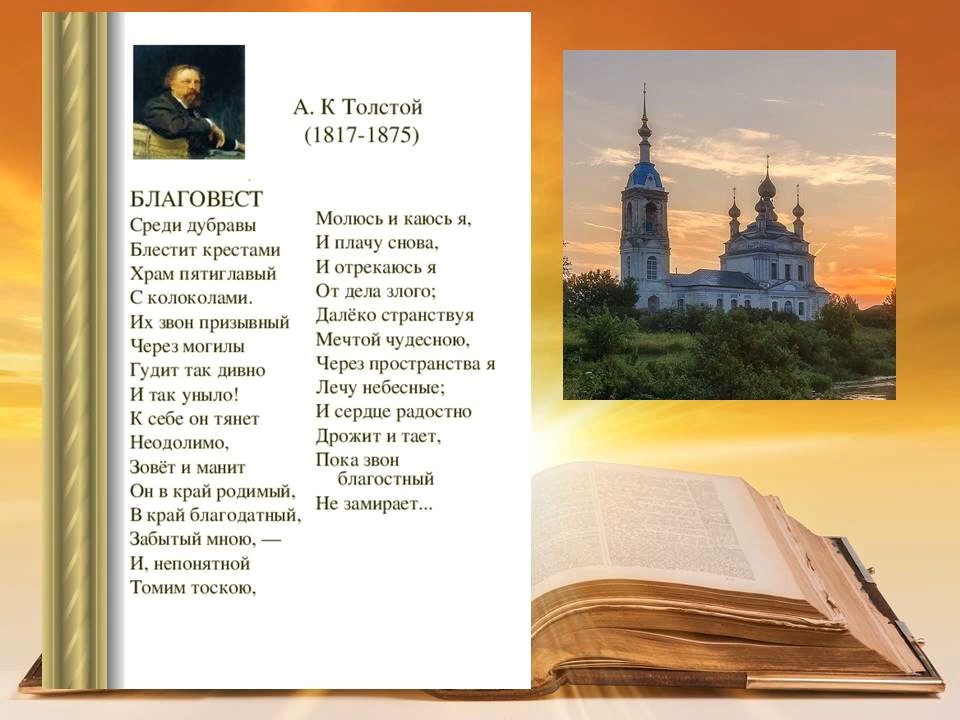 А. К Толстой
(1817-1875)
БЛАГОВЕСТ
Среди дубравы
Блестит крестами
Храм пятиглавый
С колоколами.
Их звон призывный
Через могилы
Гудит так дивно
И так уныло!
К себе он тянет
Неодолимо,
Зовёт и манит
Он в край родимый,
В край благодатный,
Забытый мною, —
И, непонятной
Томим тоскою,
Молюсь и каюсь я,
И плачу снова,
И отрекаюсь я
От дела злого;
Далёко странствуя
Мечтой чудесною,
Через пространства я
Лечу небесные;
И сердце радостно
Дрожит и тает,
Пока звон
благостный
Не замирает...